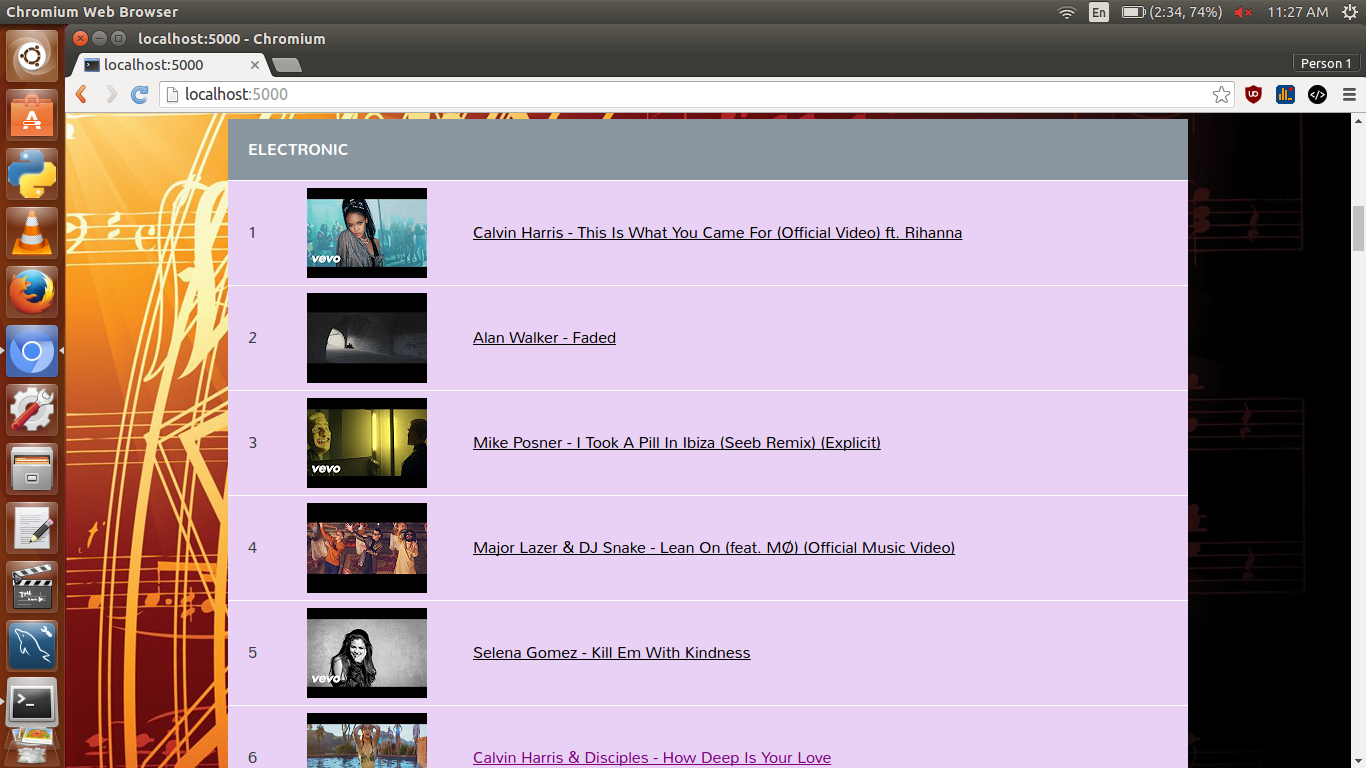 Chromium Web Browser
En
(2:34, 74%)
11:27 AM
localhost:5000 - Chromium
localhost:5000
Person 1
localhost:5000
ELECTRONIC
1
vevo
Calvin Harris - This Is What You Came For (Official Video) ft. Rihanna
2
Alan Walker - Faded
3
vevo
Mike Posner - I Took A Pill In Ibiza (Seeb Remix) (Explicit)
4
Major Lazer & DJ Snake - Lean On (feat. MØ) (Official Music Video)
5
vevo
Selena Gomez - Kill Em With Kindness
6
Calvin Harris & Disciples - How Deep Is Your Love